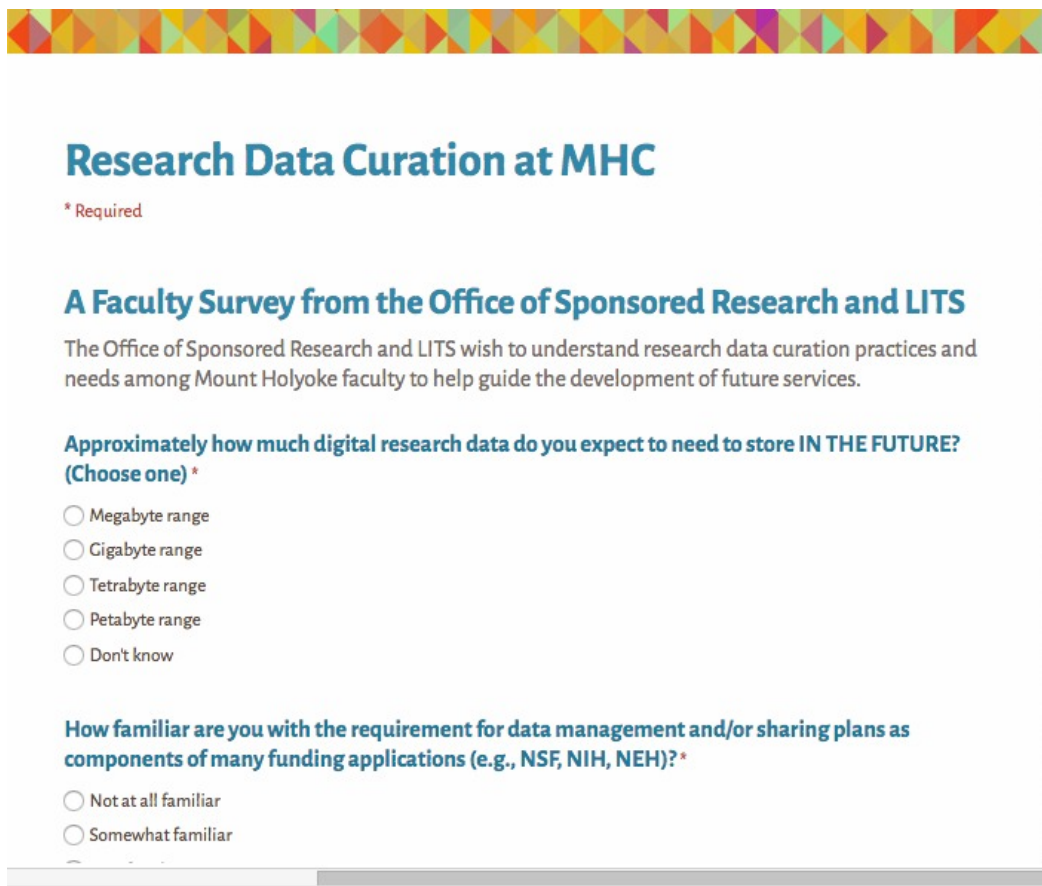 Research Data Curation at MHC
* Required
A Faculty Survey from the Office of Sponsored Research and LITS
The Office of Sponsored Research and LITS wish to understand research data curation practices and
needs among Mount Holyoke faculty to help guide the development of future services.
Approximately how much digital research data do you expect to need to store IN THE FUTURE?
(Choose one) *
Megabyte range
Gigabyte range
Tetrabyte range
Petabyte range
Don't know
How familiar are you with the requirement for data management and/or sharing plans as
components of many funding applications (e.g., NSF, NIH, NEH)? *
Not at all familiar
Somewhat familiar